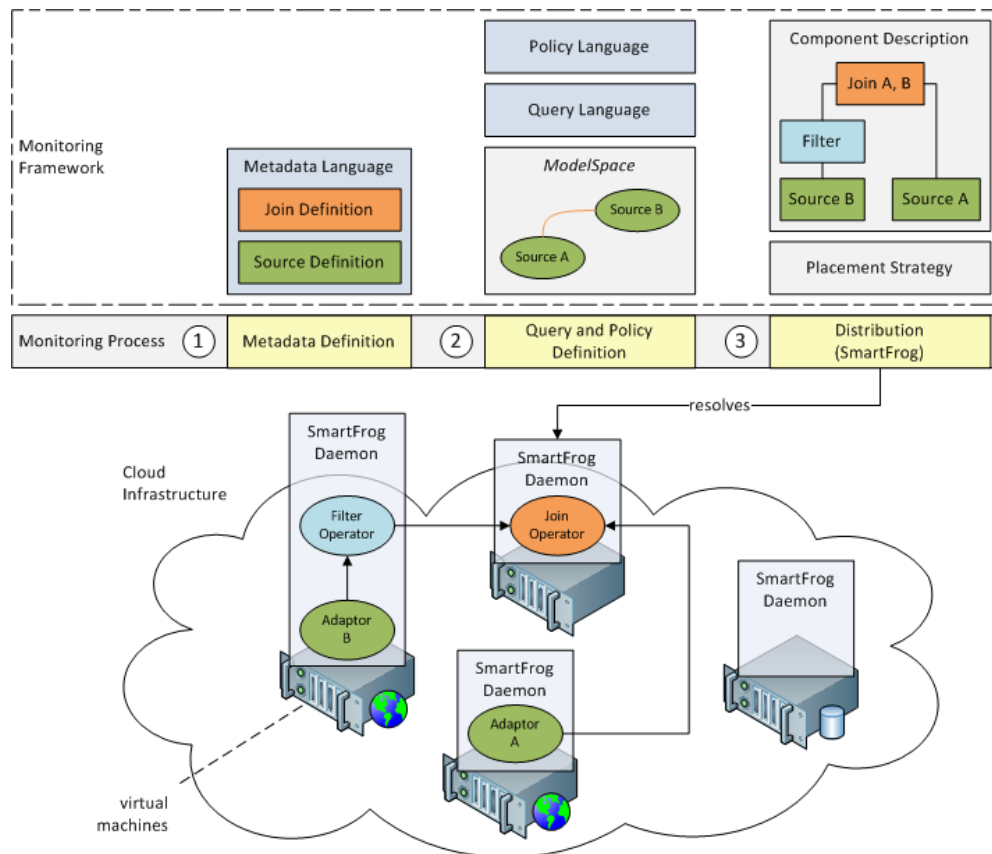 Policy Language
Query Language
Monitoring
Framework
Metadata Language
Join Definition
Source Definition
ModelSpace
Source B
Source A
Component Description
Join A, B
Filter
Source B
Source A
Placement Strategy
Monitoring Process
1
Metadata Definition
2
Query and Policy
Definition
3
Distribution
(SmartFrog)
resolves
Cloud
Infrastructure
SmartFrog
Daemon
Filter
Operator
Adaptor
B
SmartFrog
Daemon
Join
Operator
SmartFrog
Daemon
Adaptor
A
SmartFrog
Daemon
virtual
machines